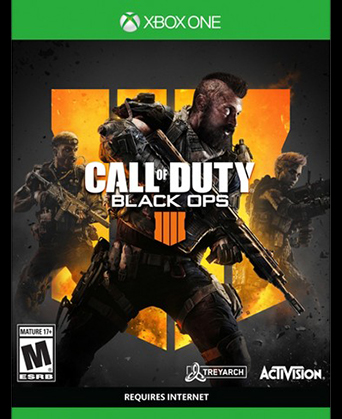 XBOX ONE
CALL OF DUTY
BLACK OPS
IIII
MATURE 17+
M
ESRB
TREYARCH
ACTIVISION
REQUIRES INTERNET